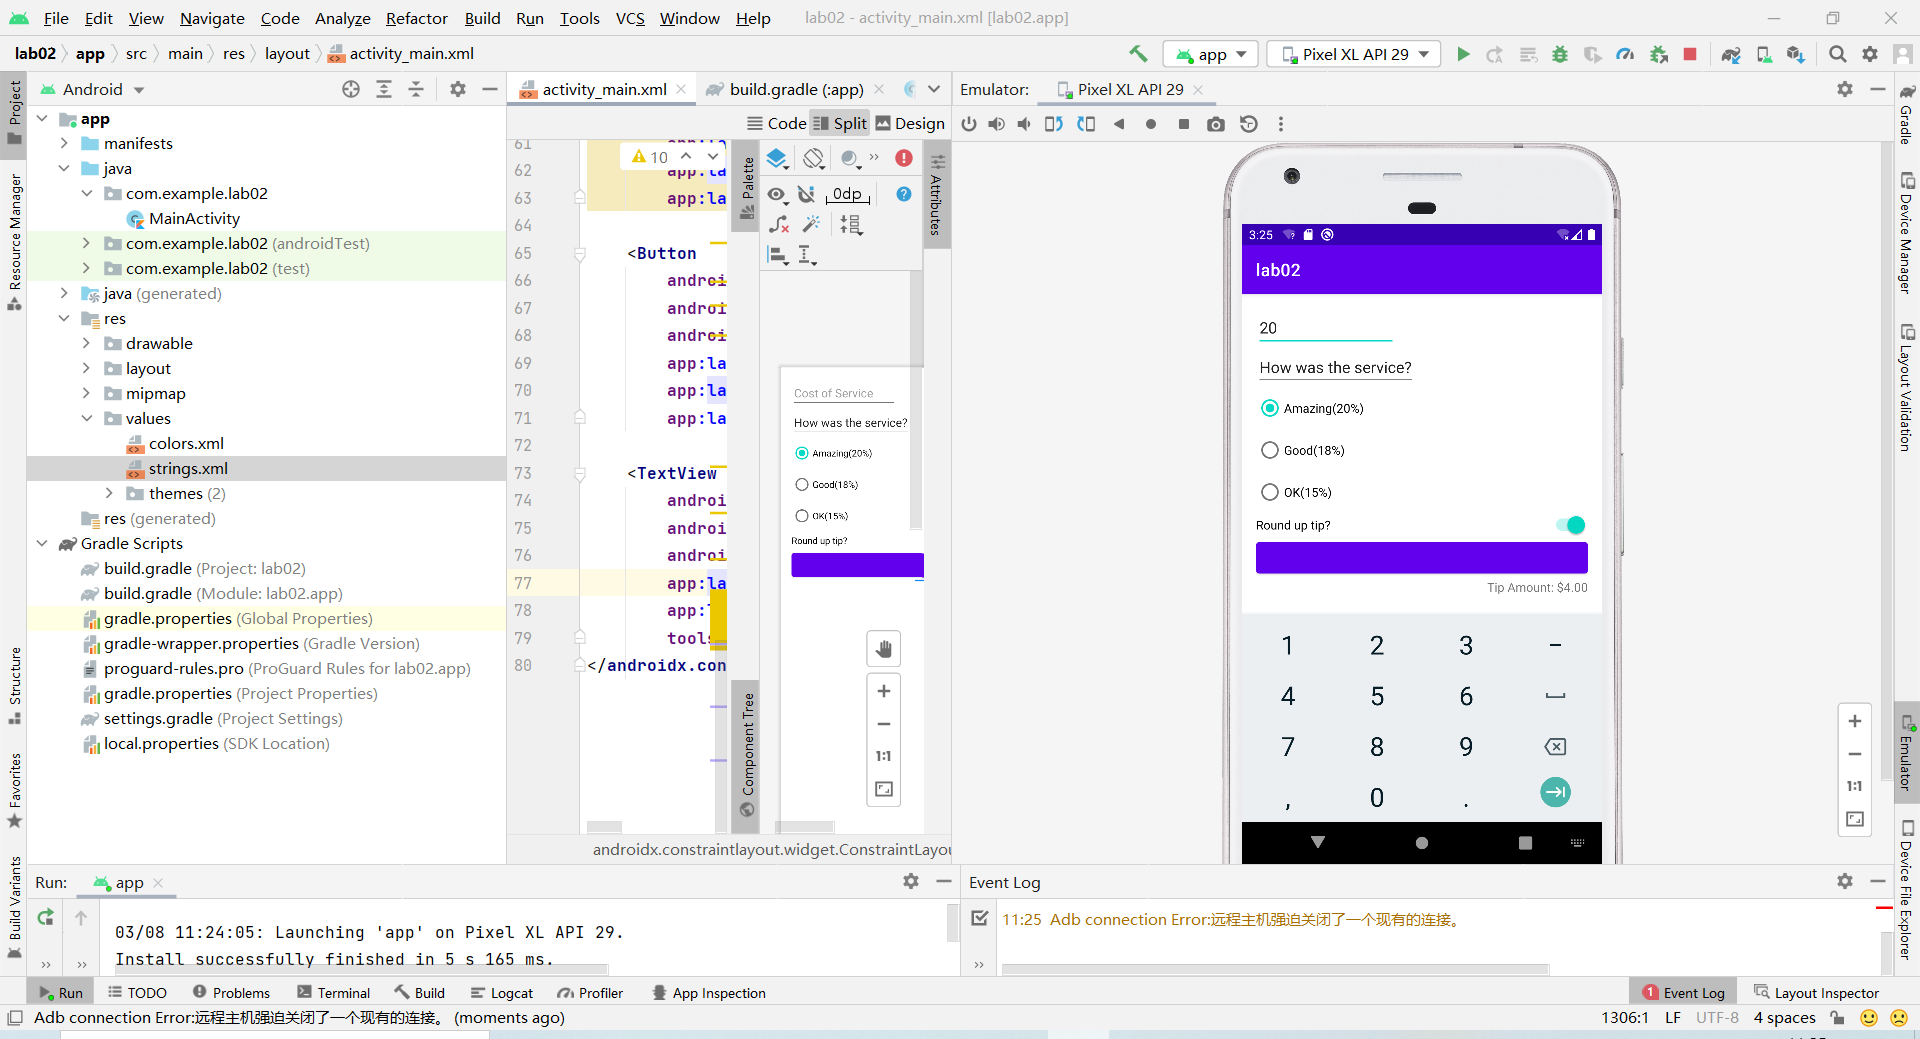 File Edit View Navigate Code Analyze Refactor Build Run Tools VCS Window Help lab02 - activity_main.xml [lab02.app]
lab02 app src main res layout activity_main.xml app Pixel XL API 29
Project
Resource Manager
Structure
Favorites
Build Variants
Android
app
manifests
java
com.example.lab02
MainActivity
com.example.lab02 (androidTest)
com.example.lab02 (test)
java (generated)
res
drawable
layout
mipmap
values
colors.xml
strings.xml
themes (2)
res (generated)
Gradle Scripts
build.gradle (Project: lab02)
build.gradle (Module: lab02.app)
gradle.properties (Global Properties)
gradle-wrapper.properties (Gradle Version)
proguard-rules.pro (ProGuard Rules for lab02.app)
gradle.properties (Project Properties)
settings.gradle (Project Settings)
local.properties (SDK Location)
activity_main.xml build.gradle (:app)
Code Split Design
10
61
62 app:la
63 app:la
64
65 <Button
66 androi
67 androi
68 androi
69 app:la
70 app:la
71 app:la
72
73 <TextView
74 androi
75 androi
76 androi
77 app:la
78 app:
79 tools
80 </androidx.con
androidx.constraintlayout.widget.ConstraintLayou
Palette
Component Tree
Attributes
0dp
Cost of Service
How was the service?
Amazing(20%)
Good(18%)
OK(15%)
Round up tip?
1:1
Emulator: Pixel XL API 29
3:25
lab02
20
How was the service?
Amazing(20%)
Good(18%)
OK(15%)
Round up tip?
Tip Amount: $4.00
1 2 3 -
4 5 6
7 8 9
, 0 .
1:1
Gradle
Device Manager
Layout Validation
Emulator
Device File Explorer
Run: app
03/08 11:24:05: Launching 'app' on Pixel XL API 29.
Install successfully finished in 5 s 165 ms.
Event Log
11:25 Adb connection Error:远程主机强迫关闭了一个现有的连接。
Run TODO Problems Terminal Build Logcat Profiler App Inspection 1 Event Log Layout Inspector
Adb connection Error:远程主机强迫关闭了一个现有的连接。 (moments ago) 1306:1 LF UTF-8 4 spaces